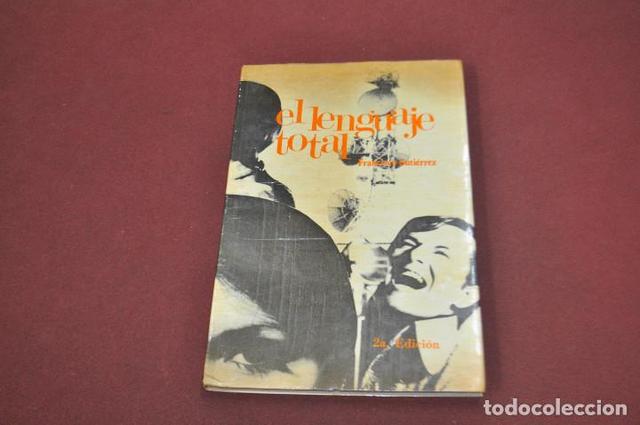 el lenguaje
total
Francisco Gutiérrez
2a. Edición
todocoleccion